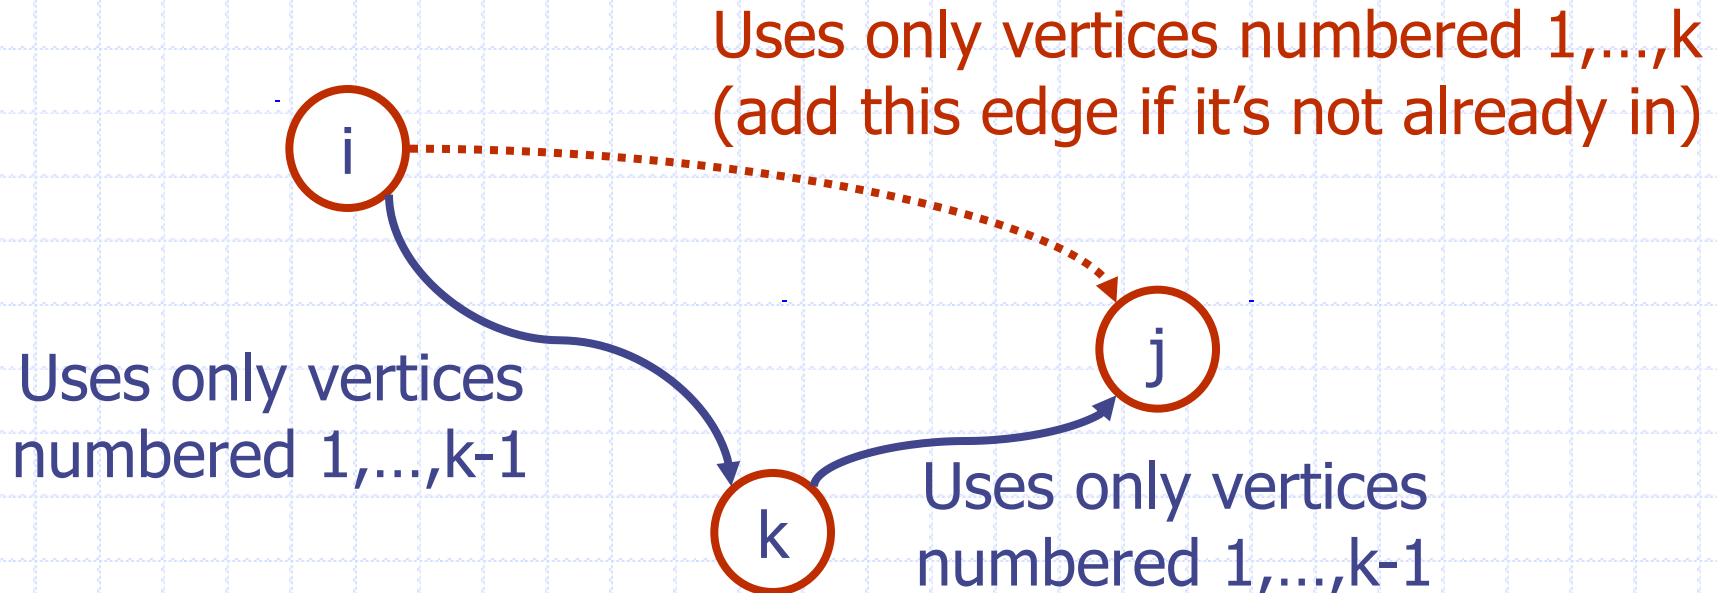 Uses only vertices numbered 1,…,k
(add this edge if it’s not already in)
i
j
Uses only vertices
numbered 1,…,k-1
k
Uses only vertices
numbered 1,…,k-1